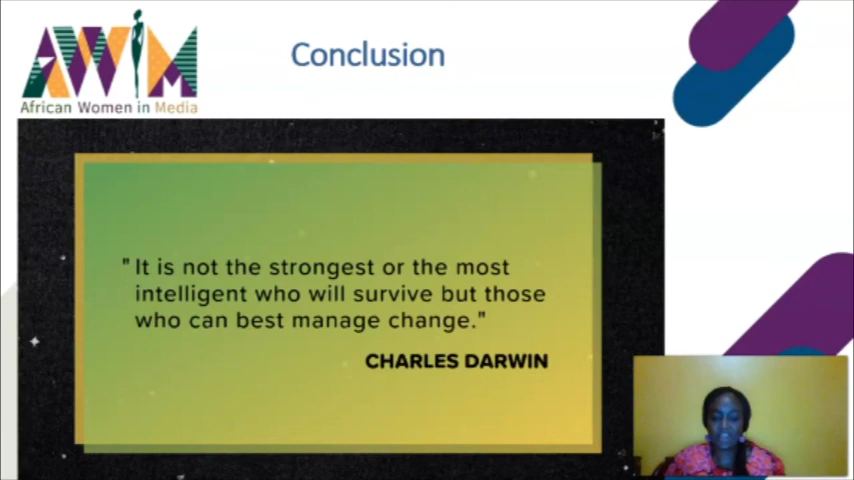 AWiM
African Women in Media
Conclusion
" It is not the strongest or the most
intelligent who will survive but those
who can best manage change."
CHARLES DARWIN